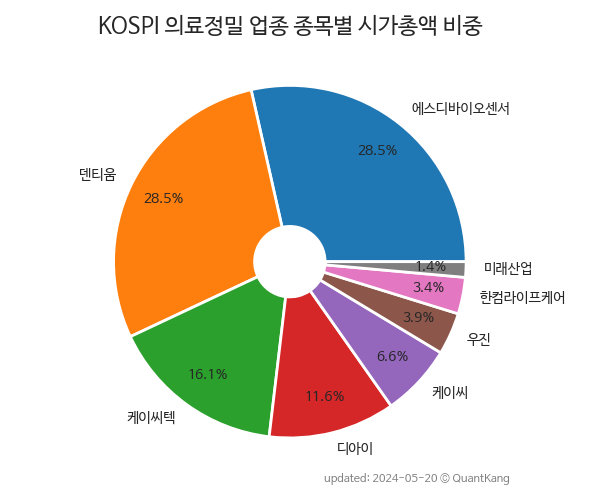 KOSPI 의료정밀 업종 종목별 시가총액 비중
에스디바이오센서
28.5%
덴티움
28.5%
미래산업
1.4%
한컴라이프케어
3.4%
우진
3.9%
케이씨
6.6%
케이씨텍
16.1%
디아이
11.6%
updated: 2024-05-20 © QuantKang